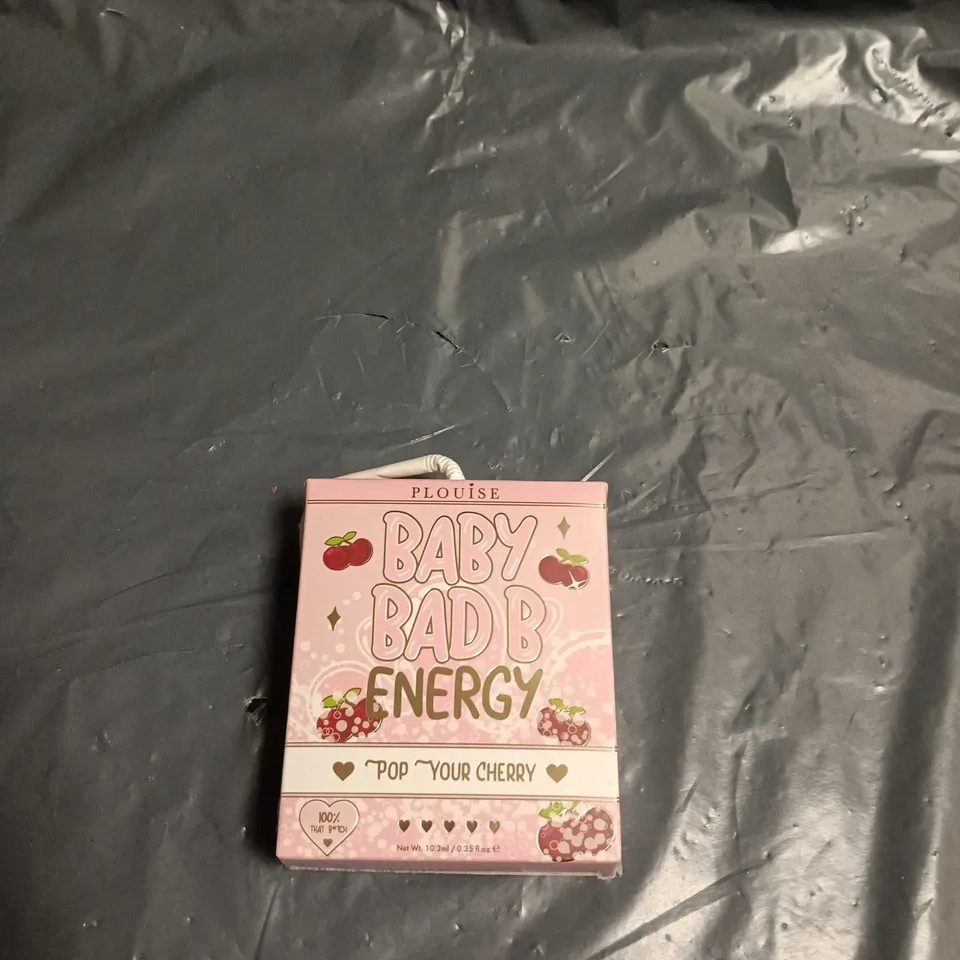 PLOUiSE
BABY
BAD B
ENERGY
POP YOUR CHERRY
100%
THAT B*TCH
Net Wt. 10.3ml / 0.35 fl oz ℮